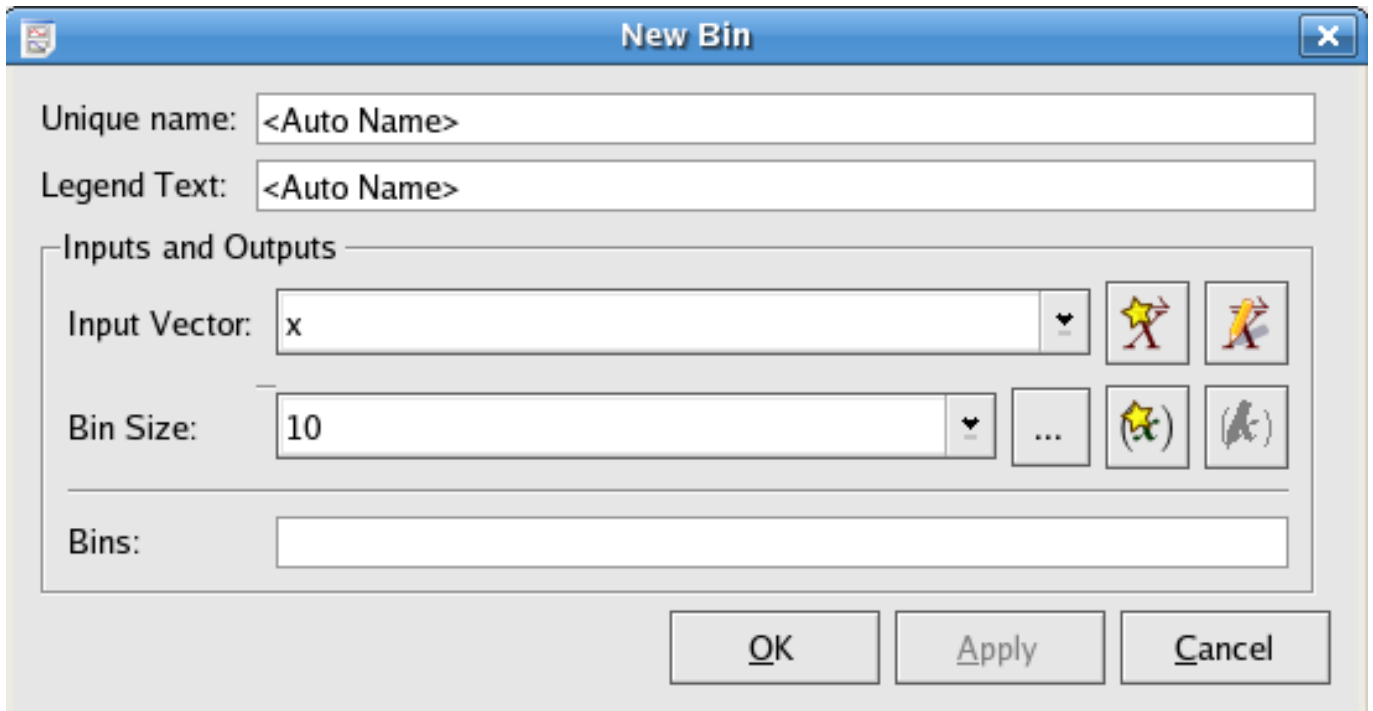 New Bin
Unique name: <Auto Name>
Legend Text: <Auto Name>
Inputs and Outputs
Input Vector: x
Bin Size: 10 ...
Bins:
OK Apply Cancel